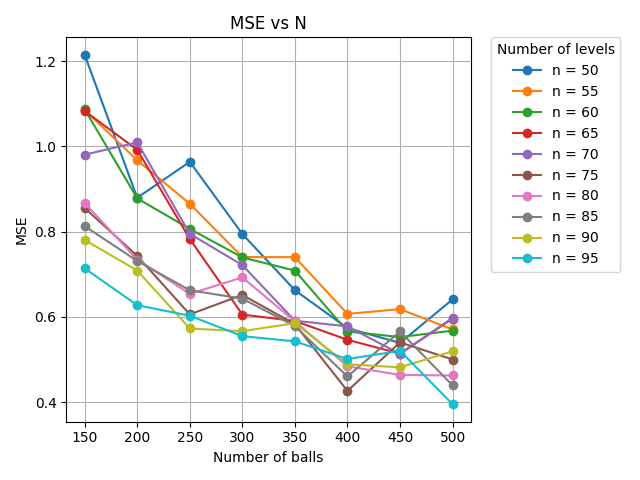 MSE vs N
MSE
1.2
1.0
0.8
0.6
0.4
150 200 250 300 350 400 450 500
Number of balls
Number of levels
n = 50
n = 55
n = 60
n = 65
n = 70
n = 75
n = 80
n = 85
n = 90
n = 95